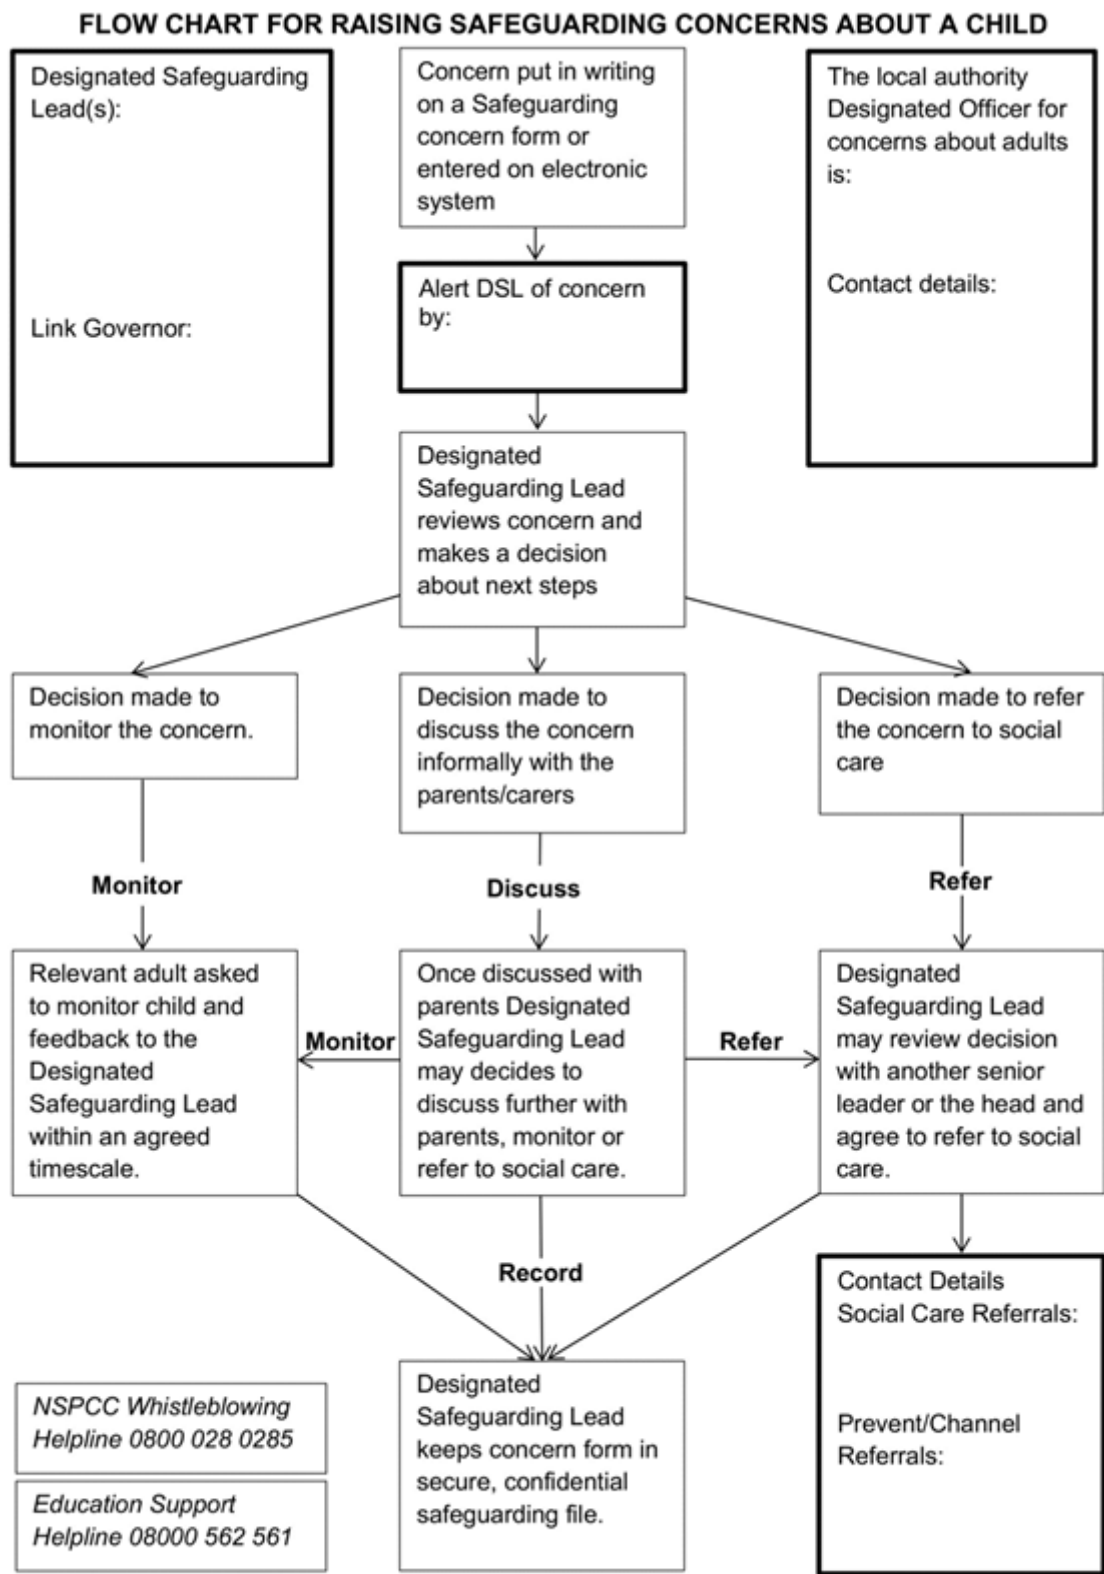 FLOW CHART FOR RAISING SAFEGUARDING CONCERNS ABOUT A CHILD
Designated Safeguarding
Lead(s):
Link Governor:
Concern put in writing
on a Safeguarding
concern form or
entered on electronic
system
The local authority
Designated Officer for
concerns about adults
is:
Contact details:
Alert DSL of concern
by:
Designated
Safeguarding Lead
reviews concern and
makes a decision
about next steps
Decision made to
monitor the concern.
Decision made to
discuss the concern
informally with the
parents/carers
Decision made to refer
the concern to social
care
Monitor
Discuss
Refer
Relevant adult asked
to monitor child and
feedback to the
Designated
Safeguarding Lead
within an agreed
timescale.
Monitor
Once discussed with
parents Designated
Safeguarding Lead
may decides to
discuss further with
parents, monitor or
refer to social care.
Refer
Designated
Safeguarding Lead
may review decision
with another senior
leader or the head and
agree to refer to social
care.
Record
Contact Details
Social Care Referrals:
Prevent/Channel
Referrals:
Designated
Safeguarding Lead
keeps concern form in
secure, confidential
safeguarding file.
NSPCC Whistleblowing
Helpline 0800 028 0285
Education Support
Helpline 08000 562 561